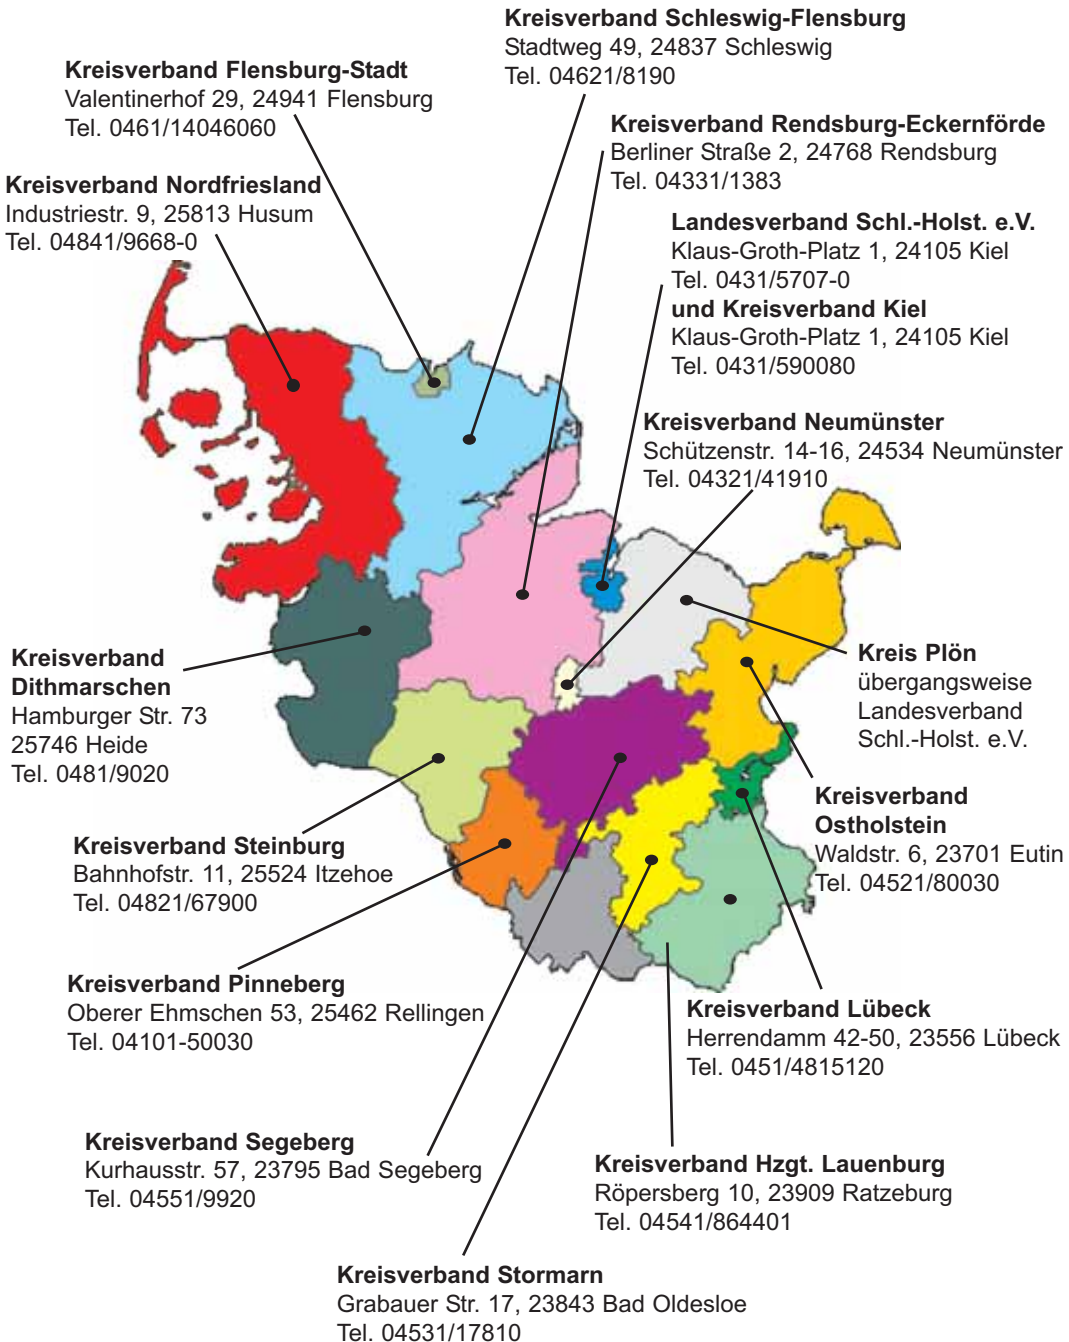 Kreisverband Schleswig-Flensburg
Stadtweg 49, 24837 Schleswig
Tel. 04621/8190
Kreisverband Flensburg-Stadt
Valentinerhof 29, 24941 Flensburg
Tel. 0461/14046060
Kreisverband Rendsburg-Eckernförde
Berliner Straße 2, 24768 Rendsburg
Tel. 04331/1383
Kreisverband Nordfriesland
Industriestr. 9, 25813 Husum
Tel. 04841/9668-0
Landesverband Schl.-Holst. e.V.
Klaus-Groth-Platz 1, 24105 Kiel
Tel. 0431/5707-0
und Kreisverband Kiel
Klaus-Groth-Platz 1, 24105 Kiel
Tel. 0431/590080
Kreisverband Neumünster
Schützenstr. 14-16, 24534 Neumünster
Tel. 04321/41910
Kreisverband
Dithmarschen
Hamburger Str. 73
25746 Heide
Tel. 0481/9020
Kreis Plön
übergangsweise
Landesverband
Schl.-Holst. e.V.
Kreisverband
Ostholstein
Waldstr. 6, 23701 Eutin
Tel. 04521/80030
Kreisverband Steinburg
Bahnhofstr. 11, 25524 Itzehoe
Tel. 04821/67900
Kreisverband Pinneberg
Oberer Ehmschen 53, 25462 Rellingen
Tel. 04101-50030
Kreisverband Lübeck
Herrendamm 42-50, 23556 Lübeck
Tel. 0451/4815120
Kreisverband Segeberg
Kurhausstr. 57, 23795 Bad Segeberg
Tel. 04551/9920
Kreisverband Hzgt. Lauenburg
Röpersberg 10, 23909 Ratzeburg
Tel. 04541/864401
Kreisverband Stormarn
Grabauer Str. 17, 23843 Bad Oldesloe
Tel. 04531/17810